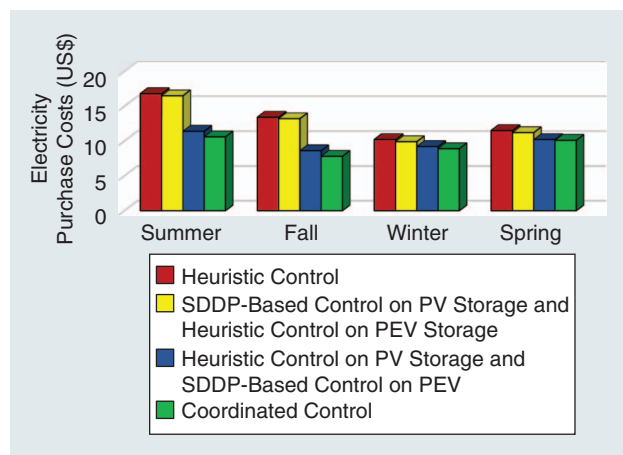 Electricity
Purchase Costs (US$)
20
15
10
5
0
Summer
Fall
Winter
Spring
Heuristic Control
SDDP-Based Control on PV Storage and
Heuristic Control on PEV Storage
Heuristic Control on PV Storage and
SDDP-Based Control on PEV
Coordinated Control